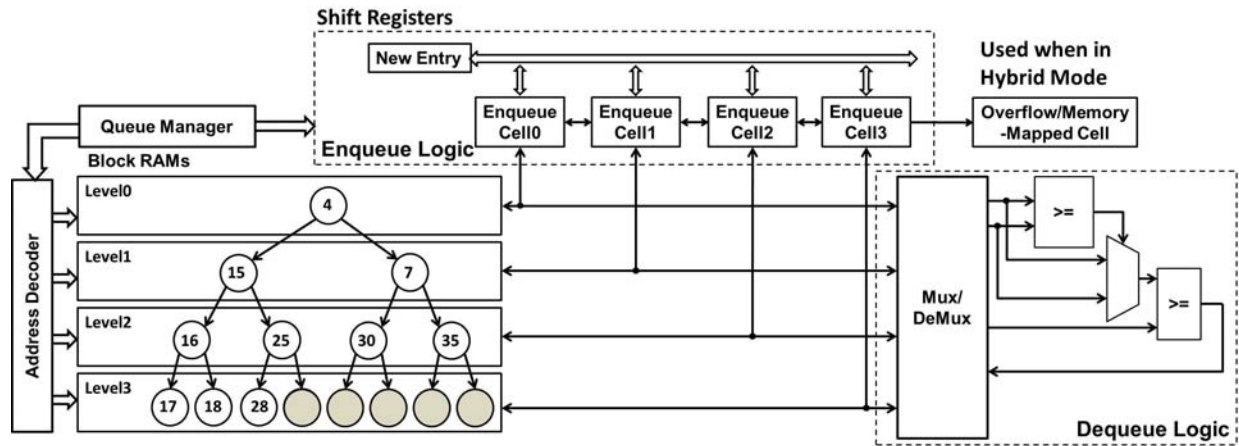 Shift Registers
New Entry
Used when in
Hybrid Mode
Queue Manager
Enqueue
Cell0
Enqueue
Cell1
Enqueue
Cell2
Enqueue
Cell3
Overflow/Memory
-Mapped Cell
Enqueue Logic
Block RAMs
Address Decoder
Level0
4
Level1
15
7
Level2
16
25
30
35
Level3
17
18
28
Mux/
DeMux
>=
>=
Dequeue Logic